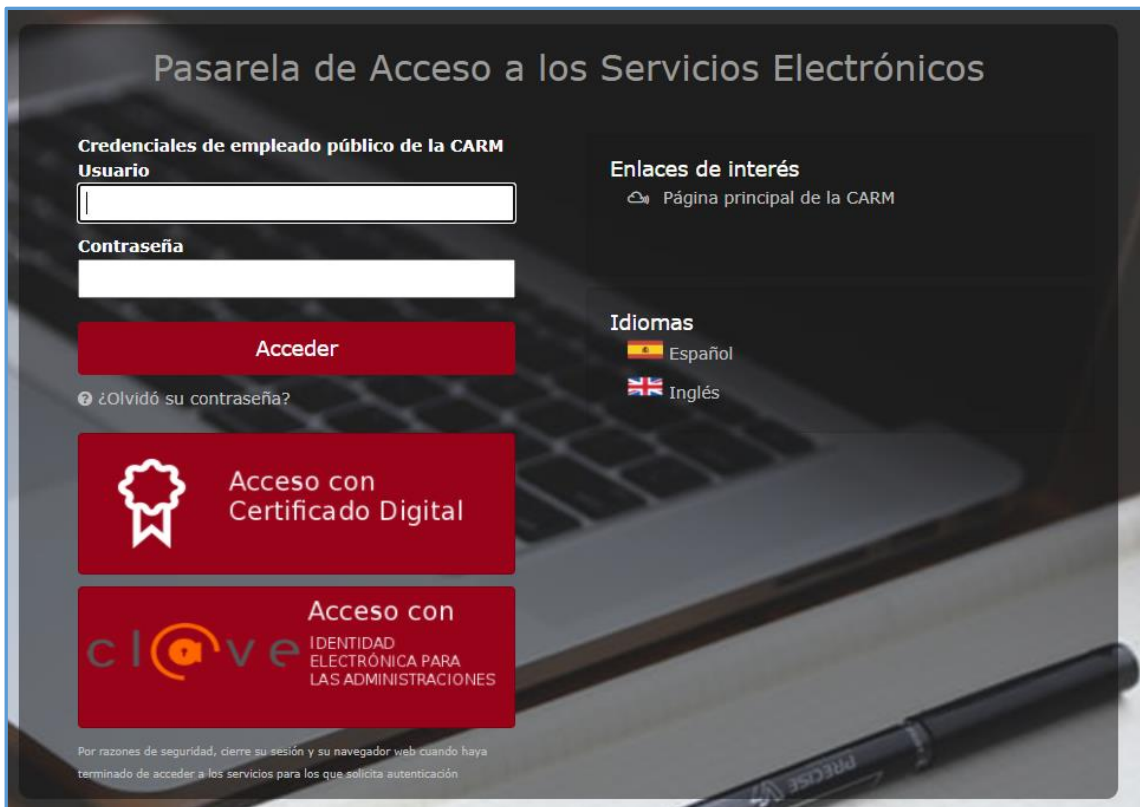 Pasarela de Acceso a los Servicios Electrónicos
Credenciales de empleado público de la CARM
Usuario
Contraseña
Acceder
¿Olvidó su contraseña?
Acceso con
Certificado Digital
cl@ve
Acceso con
IDENTIDAD
ELECTRÓNICA PARA
LAS ADMINISTRACIONES
Por razones de seguridad, cierre su sesión y su navegador web cuando haya
terminado de acceder a los servicios para los que solicita autenticación
Enlaces de interés
Página principal de la CARM
Idiomas
Español
Inglés
PRECISE V7